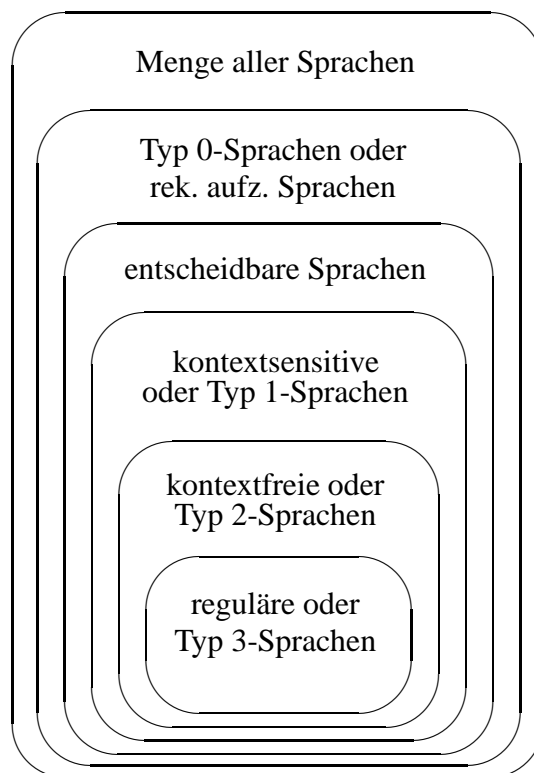 Menge aller Sprachen
Typ 0-Sprachen oder
rek. aufz. Sprachen
entscheidbare Sprachen
kontextsensitive
oder Typ 1-Sprachen
kontextfreie oder
Typ 2-Sprachen
reguläre oder
Typ 3-Sprachen